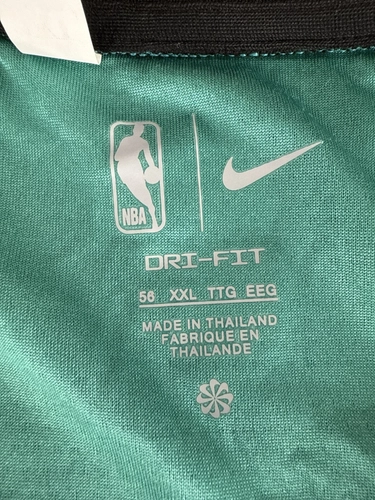 NBA
DRI-FIT
56 XXL TTG EEG
MADE IN THAILAND
FABRIQUE EN
THAILANDE